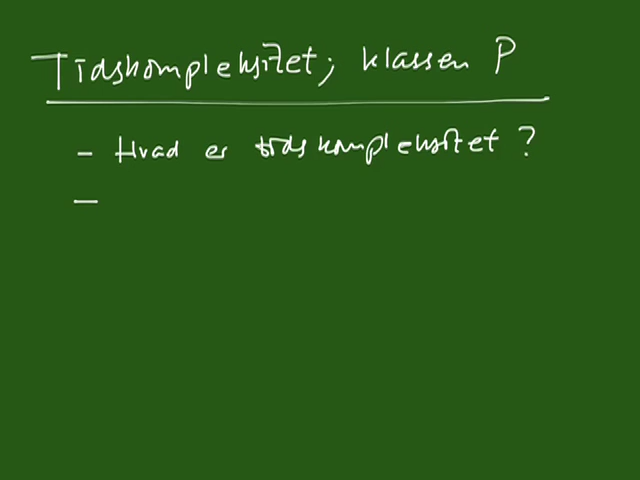 Tidskompleksitet; klassen P
- Hvad er tidskompleksitet ?
-